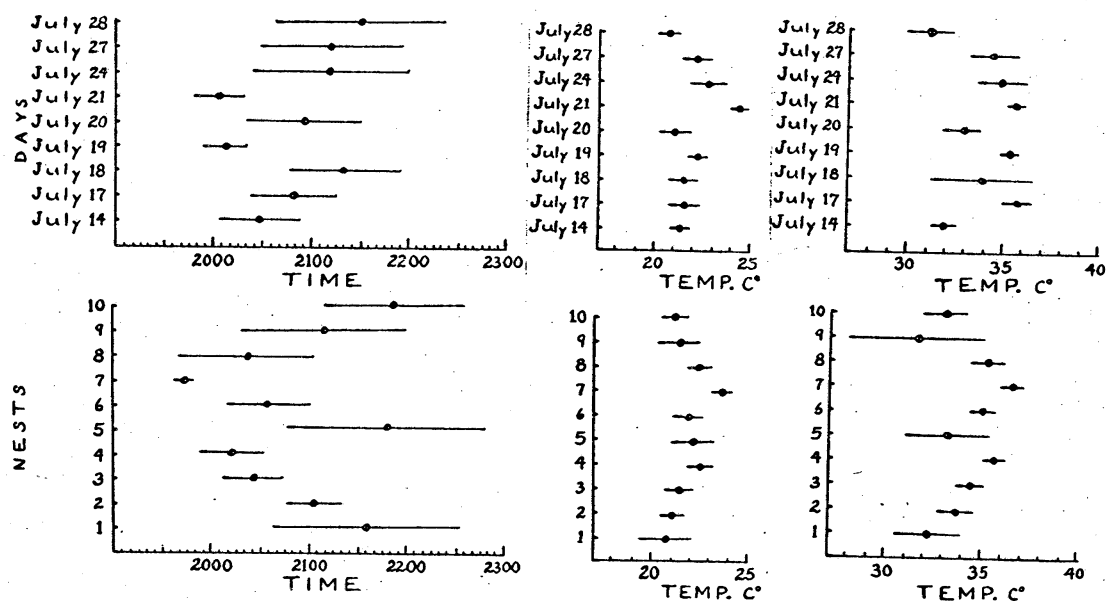 DAYS
July 28
July 27
July 24
July 21
July 20
July 19
July 18
July 17
July 14
2000 2100 2200 2300
TIME
July 28
July 27
July 24
July 21
July 20
July 19
July 18
July 17
July 14
20 25
TEMP. C°
July 28
July 27
July 24
July 21
July 20
July 19
July 18
July 17
July 14
30 35 40
TEMP. C°
NESTS
10
9
8
7
6
5
4
3
2
1
2000 2100 2200 2300
TIME
10
9
8
7
6
5
4
3
2
1
20 25
TEMP. C°
10
9
8
7
6
5
4
3
2
1
30 35 40
TEMP. C°